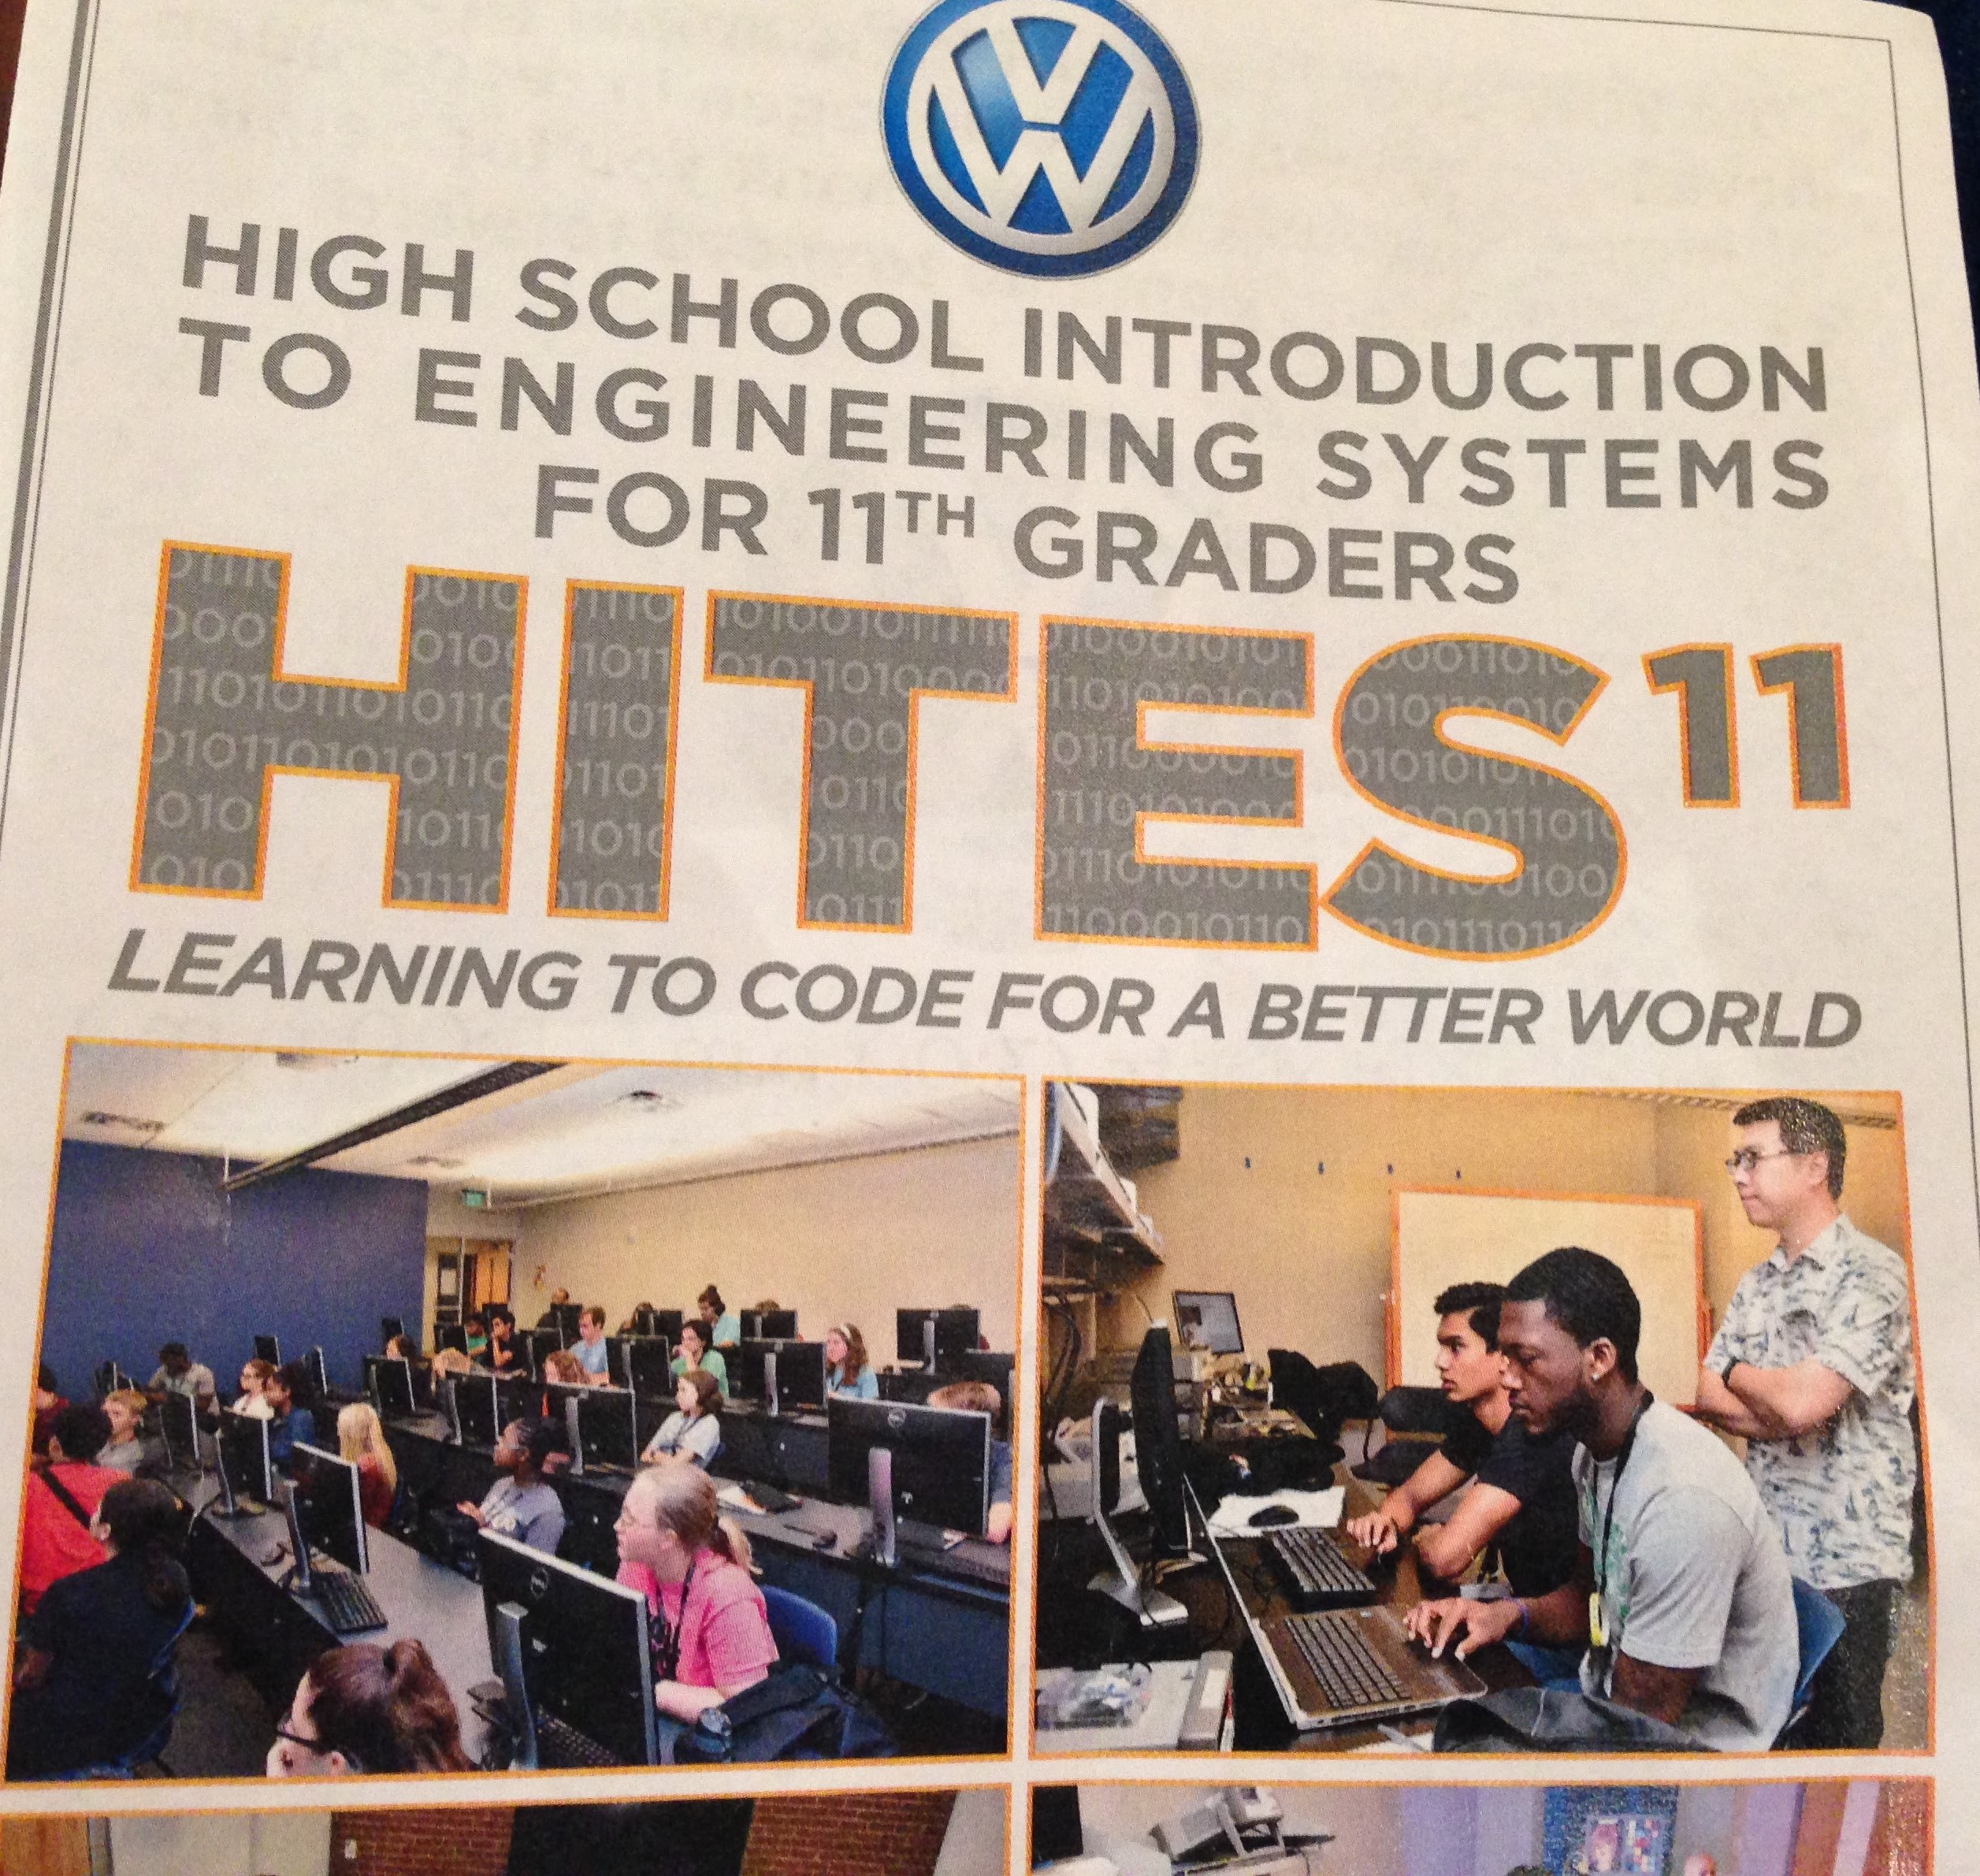 HIGH SCHOOL INTRODUCTION
TO ENGINEERING SYSTEMS
FOR 11TH GRADERS
HITES11
LEARNING TO CODE FOR A BETTER WORLD